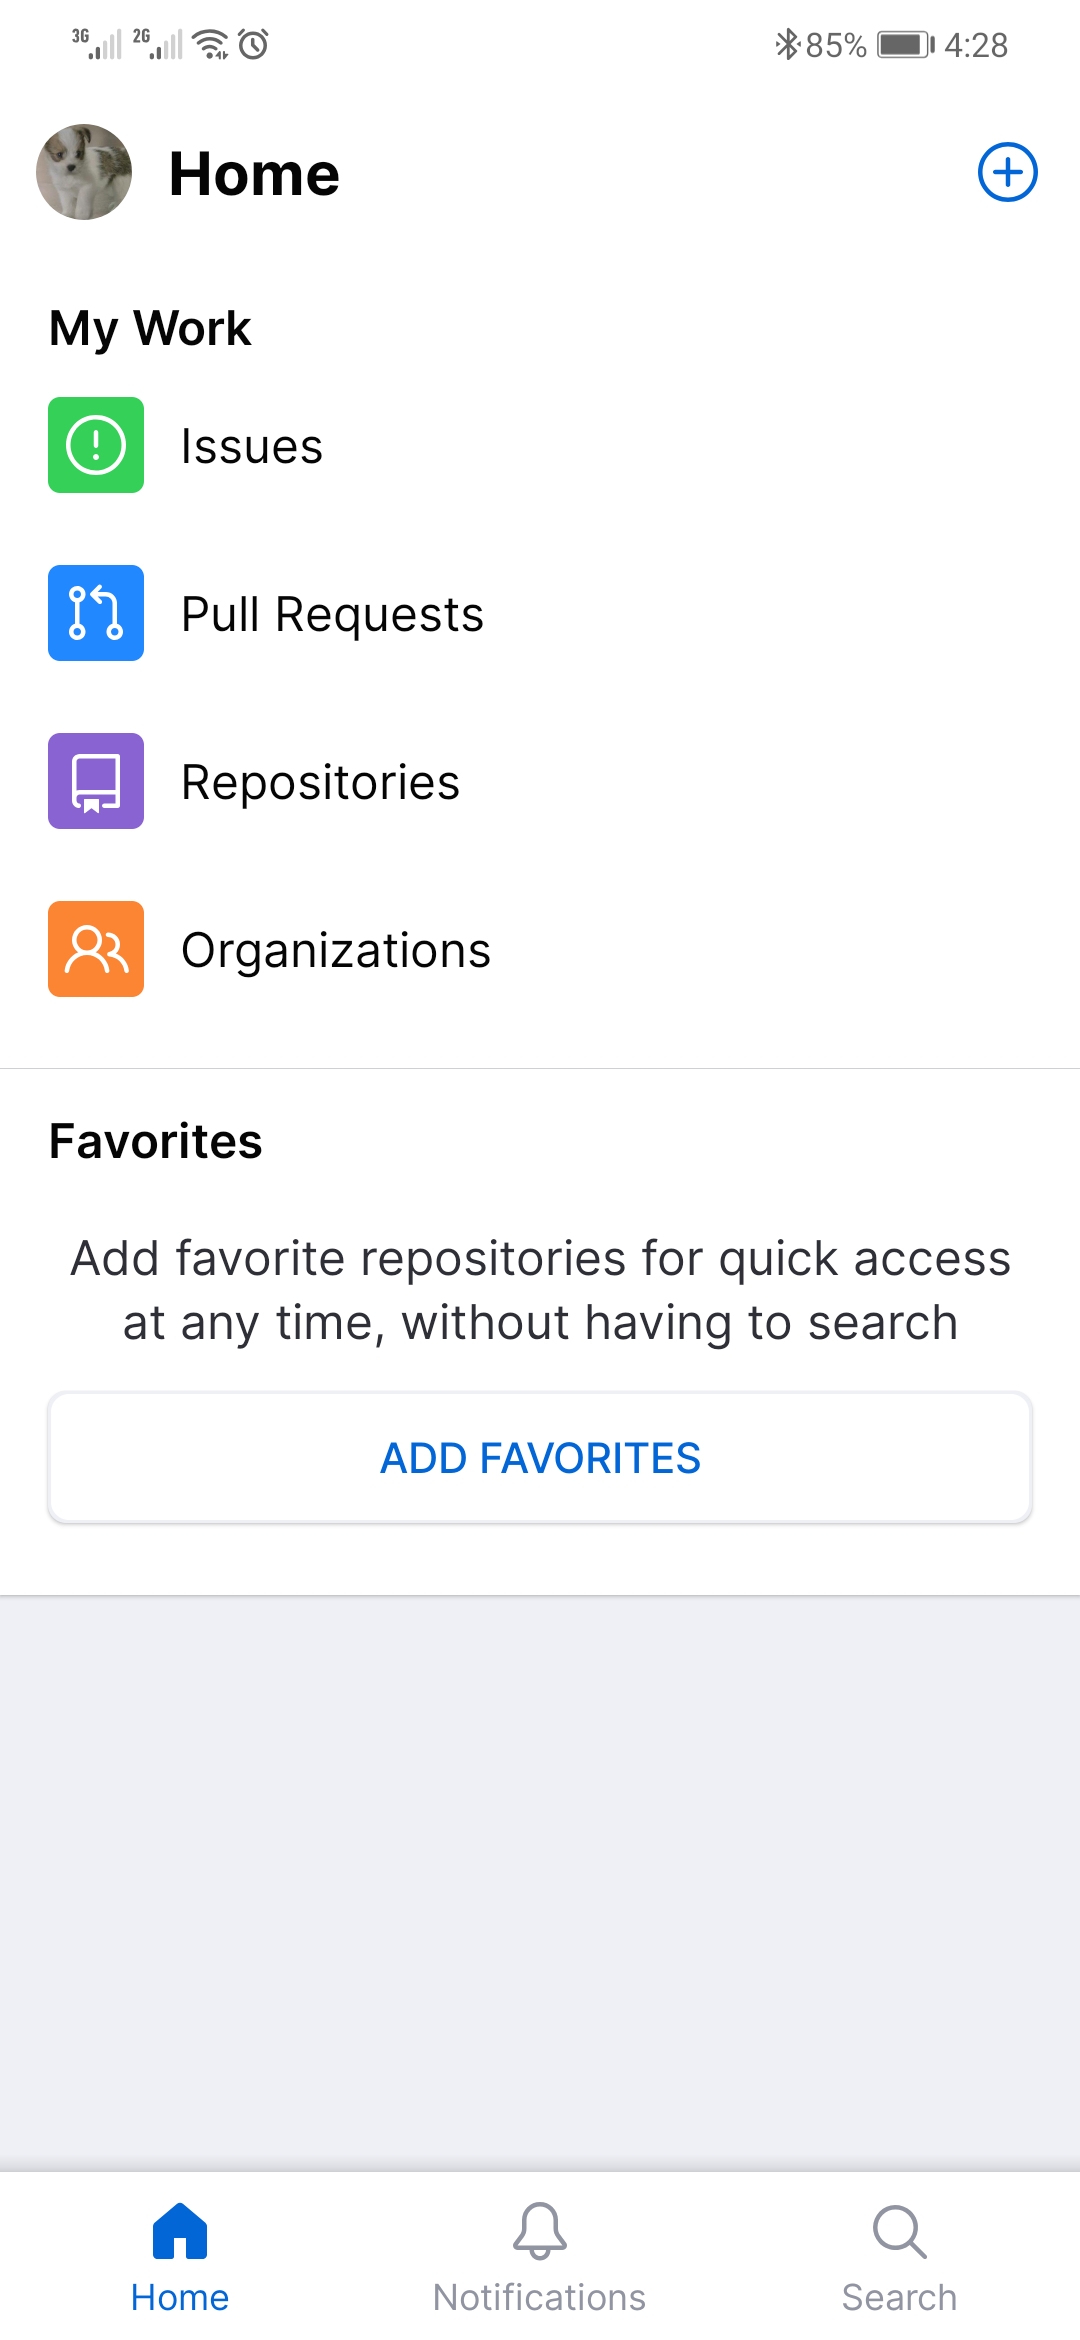 3G 2G 85% 4:28
Home
My Work
Issues
Pull Requests
Repositories
Organizations
Favorites
Add favorite repositories for quick access
at any time, without having to search
ADD FAVORITES
Home Notifications Search